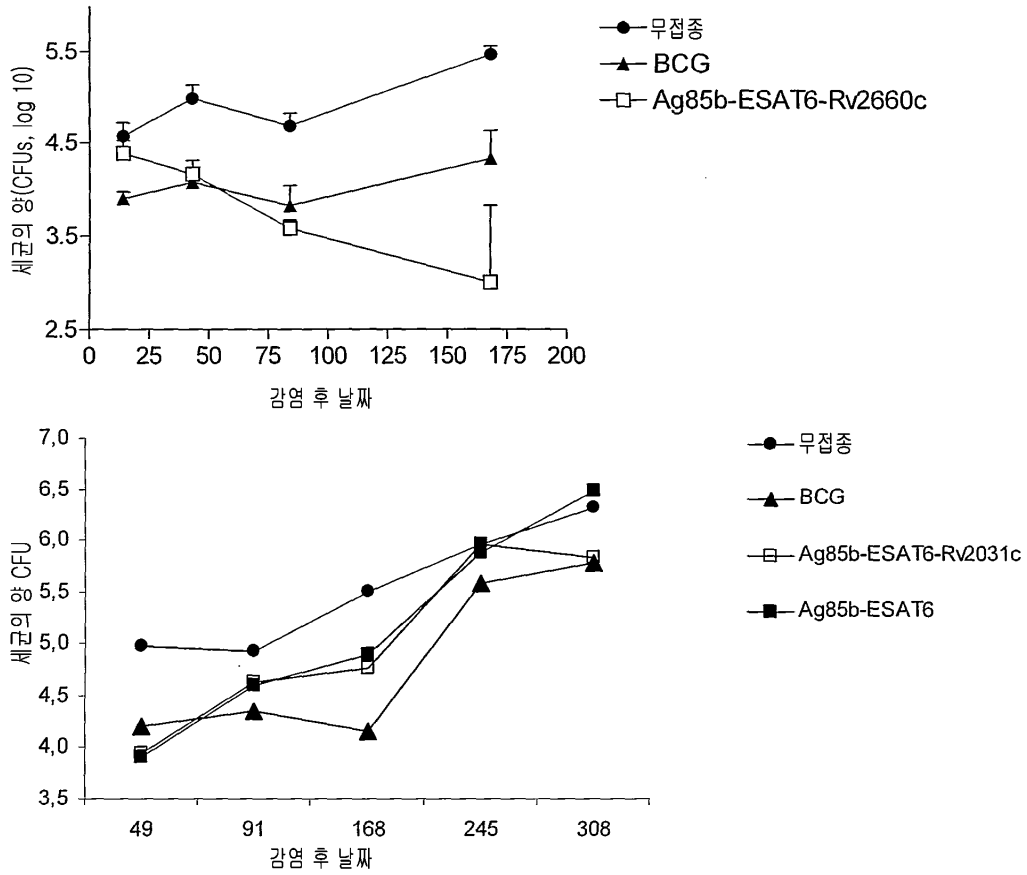 세균의 양(CFUs, log 10)
5.5
4.5
3.5
2.5
0 25 50 75 100 125 150 175 200
감염 후 날짜
무접종
BCG
Ag85b-ESAT6-Rv2660c
세균의 양 CFU
7,0
6,5
6,0
5,5
5,0
4,5
4,0
3,5
49 91 168 245 308
감염 후 날짜
무접종
BCG
Ag85b-ESAT6-Rv2031c
Ag85b-ESAT6